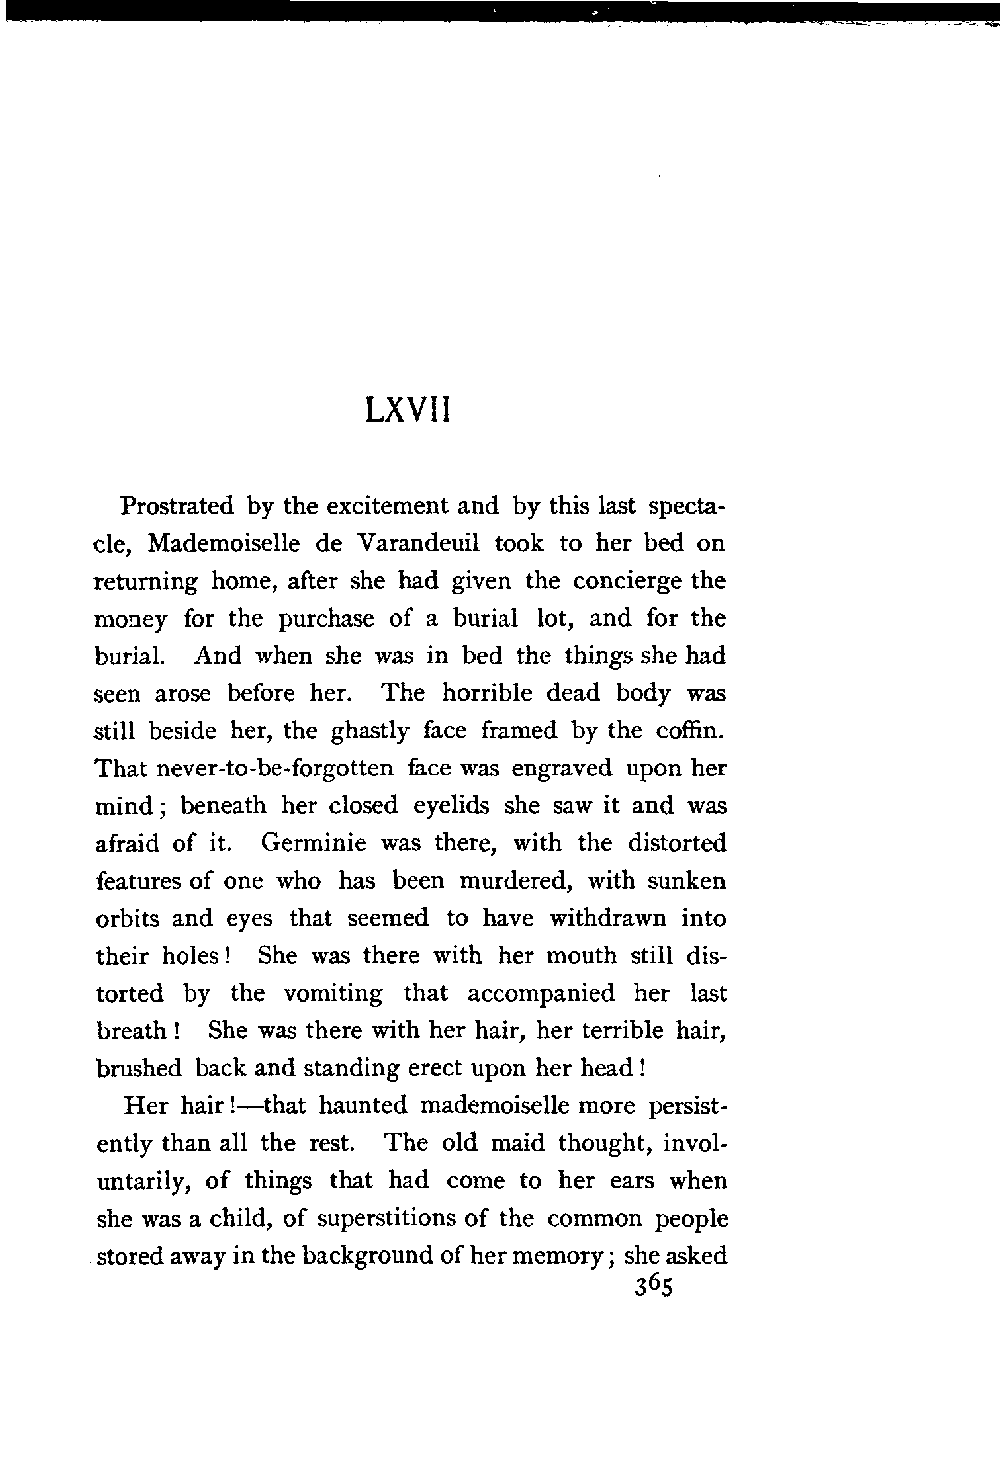 LXVII
Prostrated by the excitement and by this last specta-
cle, Mademoiselle de Varandeuil took to her bed on
returning home, after she had given the concierge the
money for the purchase of a burial lot, and for the
burial. And when she was in bed the things she had
seen arose before her. The horrible dead body was
still beside her, the ghastly face framed by the coffin.
That never-to-be-forgotten face was engraved upon her
mind; beneath her closed eyelids she saw it and was
afraid of it. Germinie was there, with the distorted
features of one who has been murdered, with sunken
orbits and eyes that seemed to have withdrawn into
their holes! She was there with her mouth still dis-
torted by the vomiting that accompanied her last
breath! She was there with her hair, her terrible hair,
brushed back and standing erect upon her head!
Her hair!—that haunted mademoiselle more persist-
ently than all the rest. The old maid thought, invol-
untarily, of things that had come to her ears when
she was a child, of superstitions of the common people
stored away in the background of her memory; she asked
365